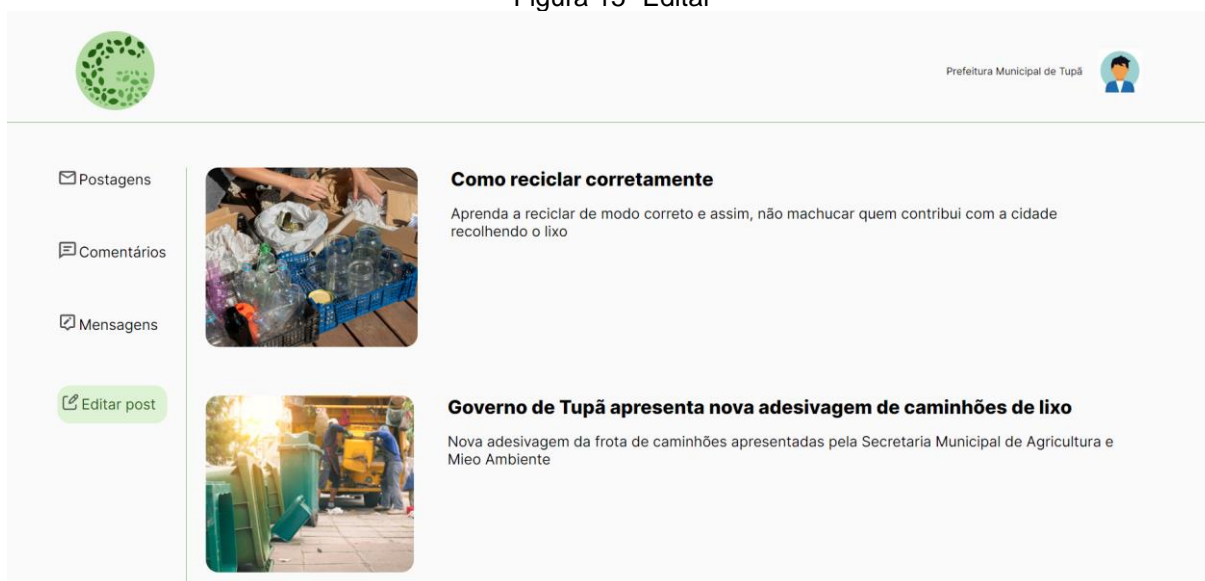 Figura 15- Editar
Prefeitura Municipal de Tupã
Postagens
Comentários
Mensagens
Editar post
Como reciclar corretamente
Aprenda a reciclar de modo correto e assim, não machucar quem contribui com a cidade
recolhendo o lixo
Governo de Tupã apresenta nova adesivagem de caminhões de lixo
Nova adesivagem da frota de caminhões apresentadas pela Secretaria Municipal de Agricultura e
Mieo Ambiente